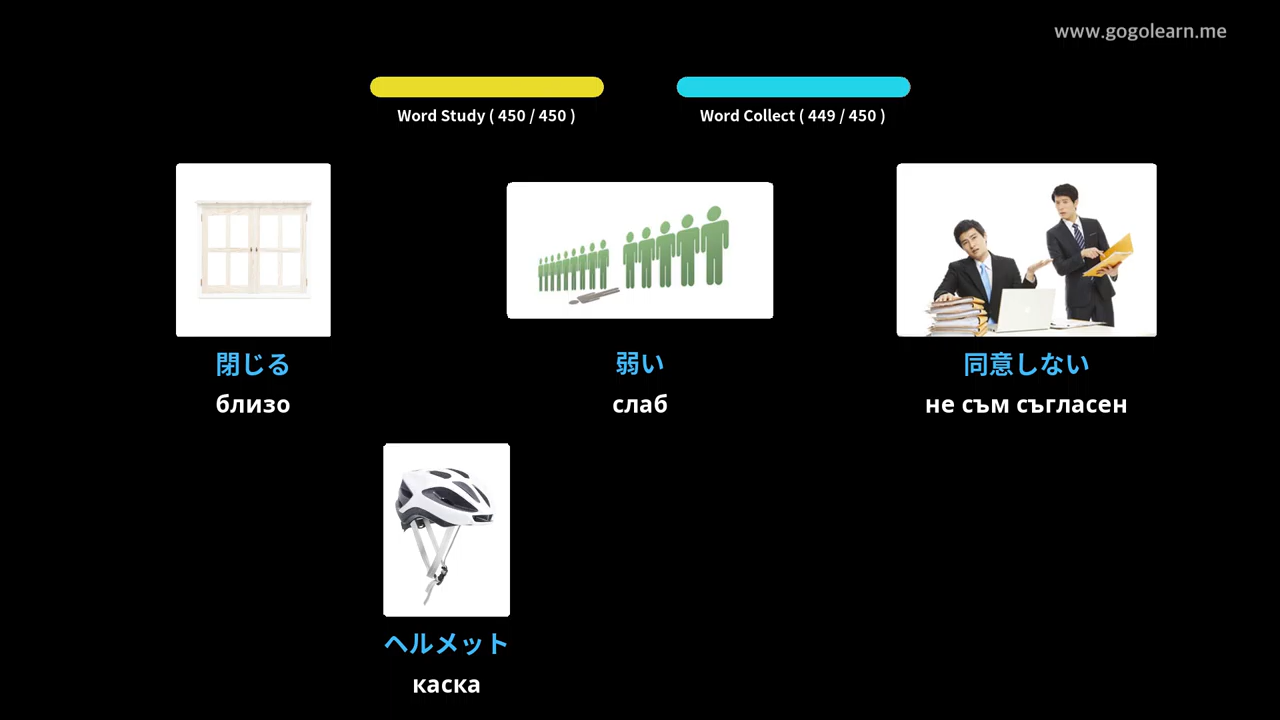 www.gogolearn.me
Word Study ( 450 / 450 )
Word Collect ( 449 / 450 )
閉じる
близо
弱い
слаб
同意しない
не съм съгласен
ヘルメット
каска